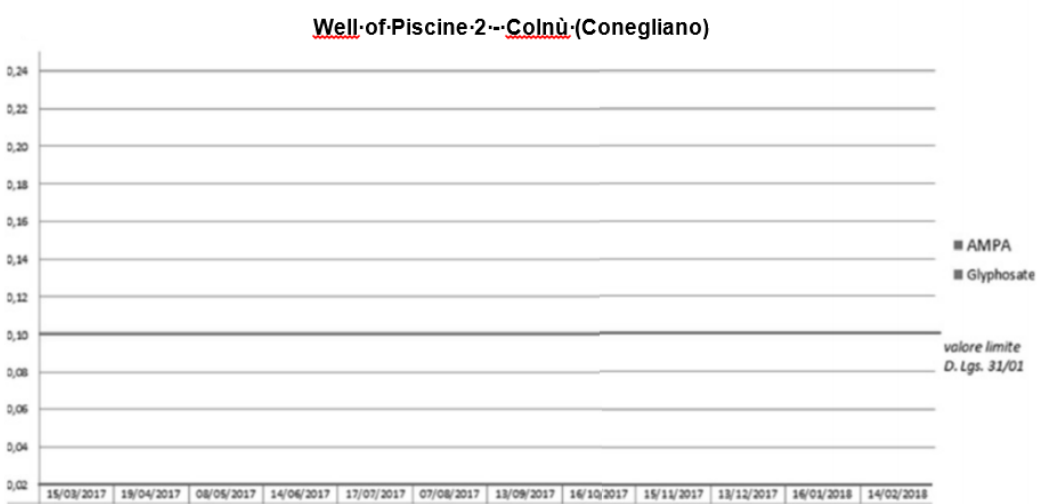 Well·of·Piscine·2·-·Colnù·(Conegliano)
0,24
0,22
0,20
0,18
0,16
0,14
0,12
0,10
0,08
0,06
0,04
0,02
AMPA
Glyphosate
valore limite
D. Lgs. 31/01
15/03/2017 19/04/2017 08/05/2017 14/06/2017 17/07/2017 07/08/2017 13/09/2017 16/10/2017 15/11/2017 13/12/2017 16/01/2018 14/02/2018